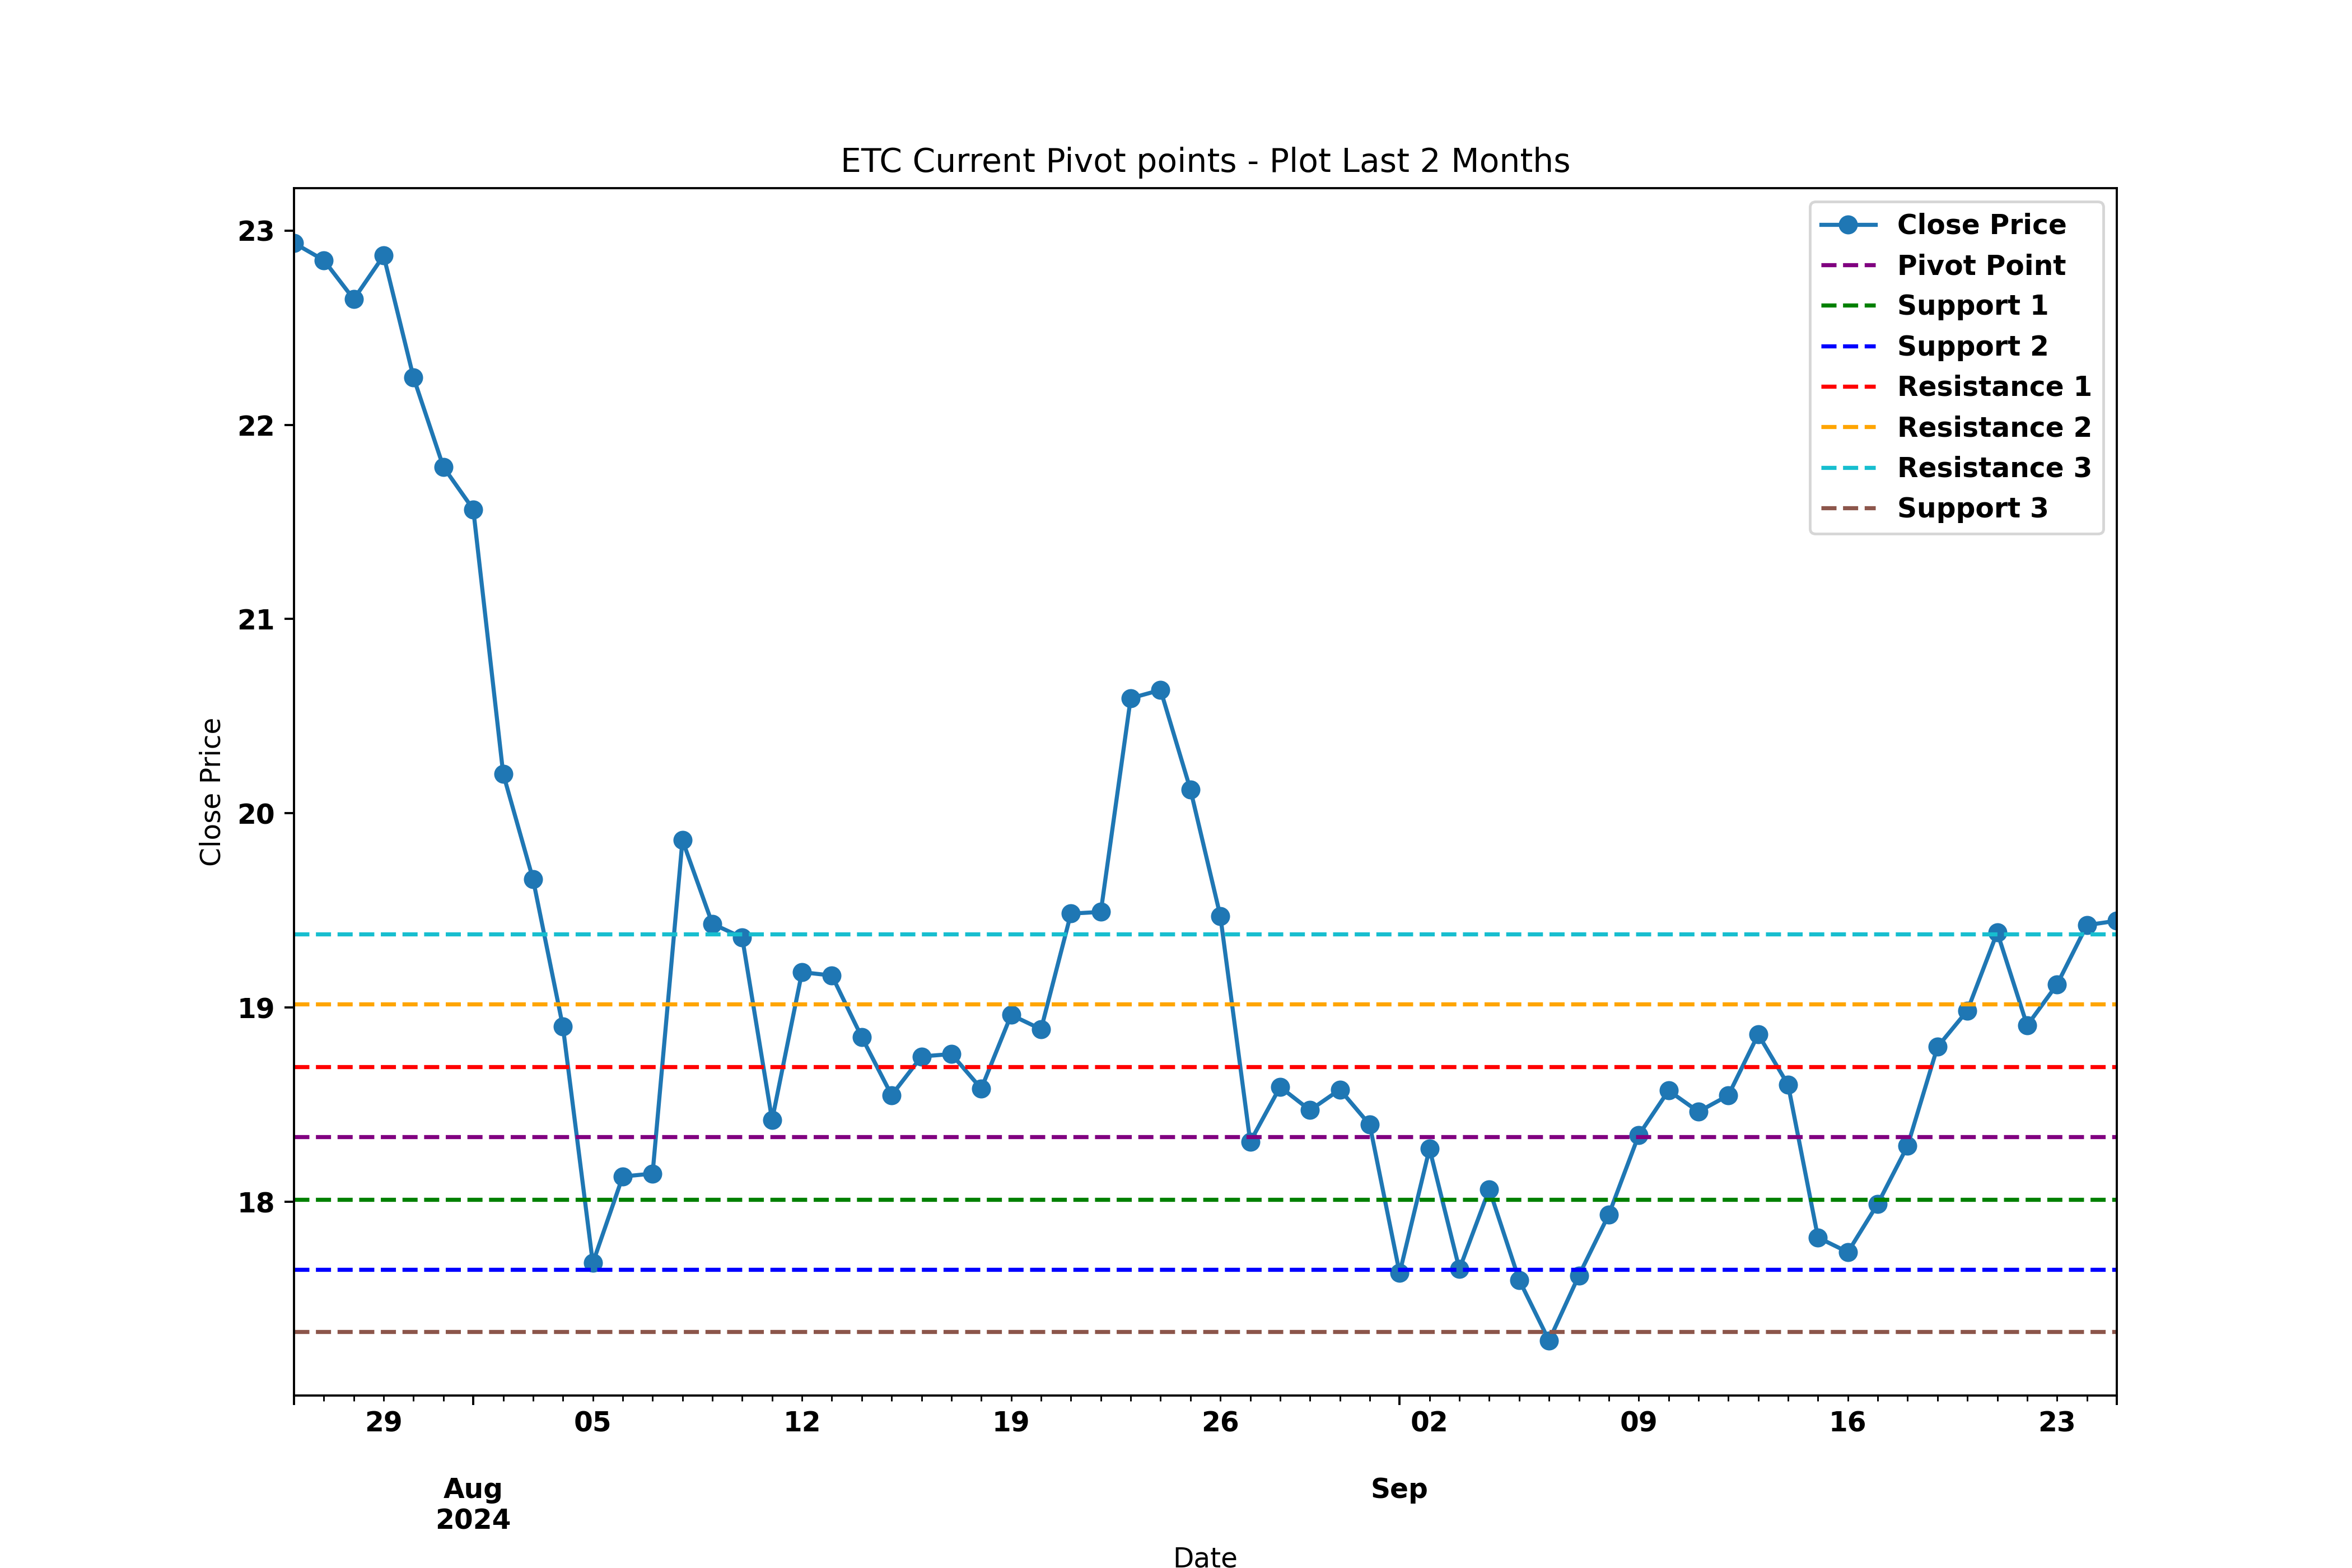 ETC Current Pivot points - Plot Last 2 Months
Close Price
Pivot Point
Support 1
Support 2
Resistance 1
Resistance 2
Resistance 3
Support 3
23
22
21
20
19
18
Close Price
29 05 12 19 26 02 09 16 23
Aug Sep
2024
Date